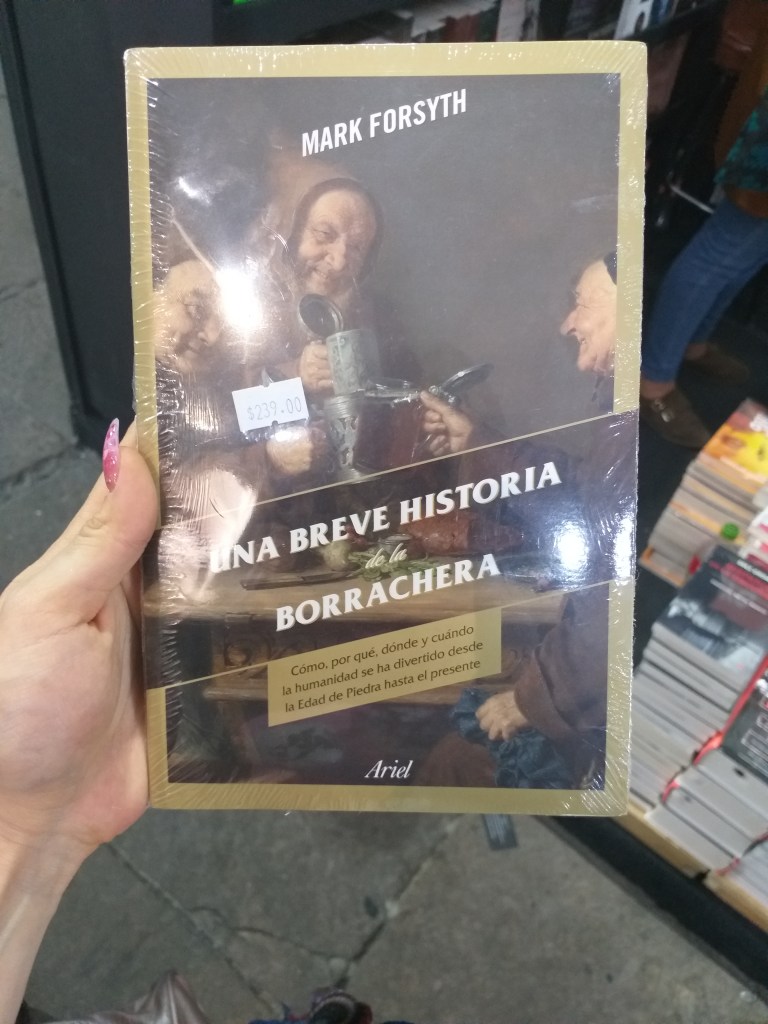 MARK FORSYTH
$239.00
UNA BREVE HISTORIA
de la
BORRACHERA
Cómo, por qué, dónde y cuándo
la humanidad se ha divertido desde
la Edad de Piedra hasta el presente
Ariel